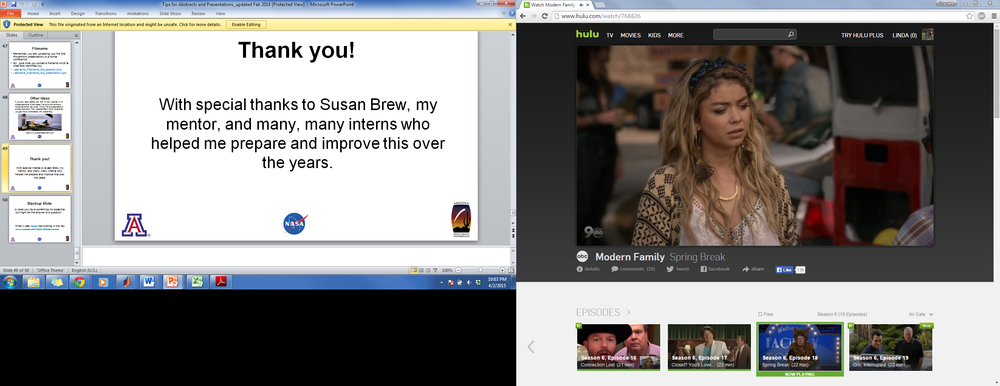 Tips for Abstracts and Presentations_updated Feb 2014 [Protected View] - Microsoft PowerPoint
File Home Insert Design Transitions Animations Slide Show Review View
Protected View This file originated from an Internet location and might be unsafe. Click for more details. Enable Editing
Slides Outline
47
Filename
• Remember, you are uploading your file (the
PowerPoint presentation) to a formal
conference.
• So...give what you upload a filename which is
clear and identifies you:
• Lastname_Firstname_SG_abstract.docx
• Lastname_Firstname_SG_presentation.pptx
48
Other Ideas
If you are really getting into this, try this website. It will
challenge some of the ideas I have put forward and
introduce some new ones. What I have presented is a
simple approach. This website offers more insights as
you get more comfortable with presenting.
http://www.presentationzen.com/
49
Thank you!
With special thanks to Susan Brew, my
mentor, and many, many interns who
helped me prepare and improve this over
the years.
50
Backup Slide
In case you have something not essential,
but might be the answer to a question...
What it was really like working in the lab:
Thank you!
With special thanks to Susan Brew, my
mentor, and many, many interns who
helped me prepare and improve this over
the years.
A
NASA
ARIZONA
SPACE GRANT
CONSORTIUM
Slide 49 of 50 "Office Theme" English (U.S.) 100%
10:03 PM
4/2/2015
Watch Modern Family
Chardee
www.hulu.com/watch/768826
ABP
hulu TV MOVIES KIDS MORE TRY HULU PLUS LINDA (0)
9 abc
abc Modern Family Spring Break
details comments (28) tweet facebook share Like 138
EPISODES >
Free Season 6 (19 Episodes) Air Date
h+
Season 6, Episode 16
Connection Lost (21 min)
Season 6, Episode 17
Closet? You'll Love... (22 min)
Welcome
Season 6, Episode 18
Spring Break (22 min)
NOW PLAYING
h+ New
Season 6, Episode 19
Grill, Interrupted (22 min)